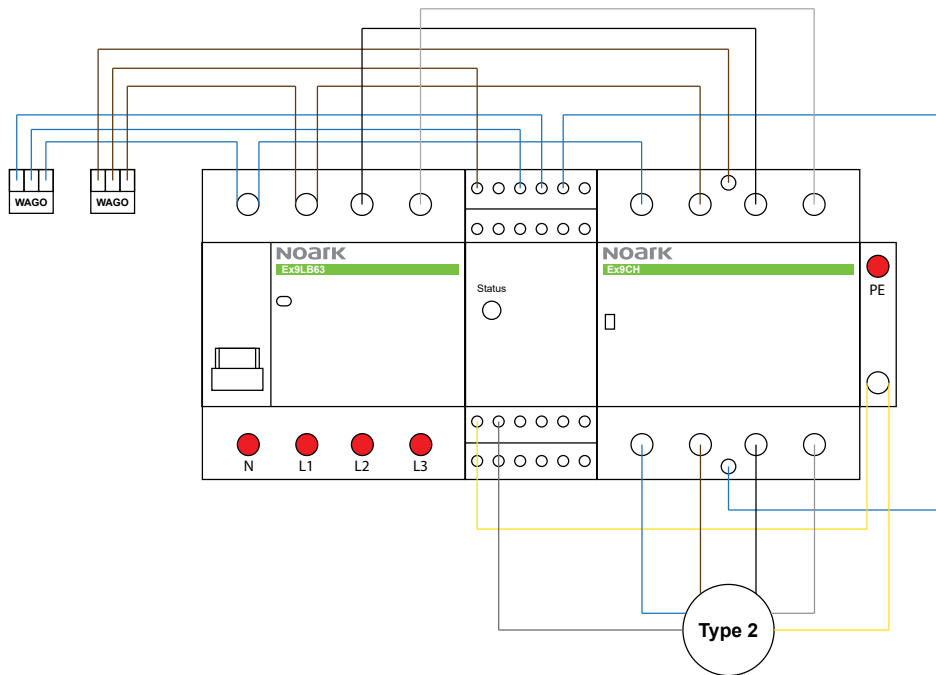 WAGO
WAGO
NOARK
Ex9LB63
Status
NOARK
Ex9CH
PE
N
L1
L2
L3
Type 2